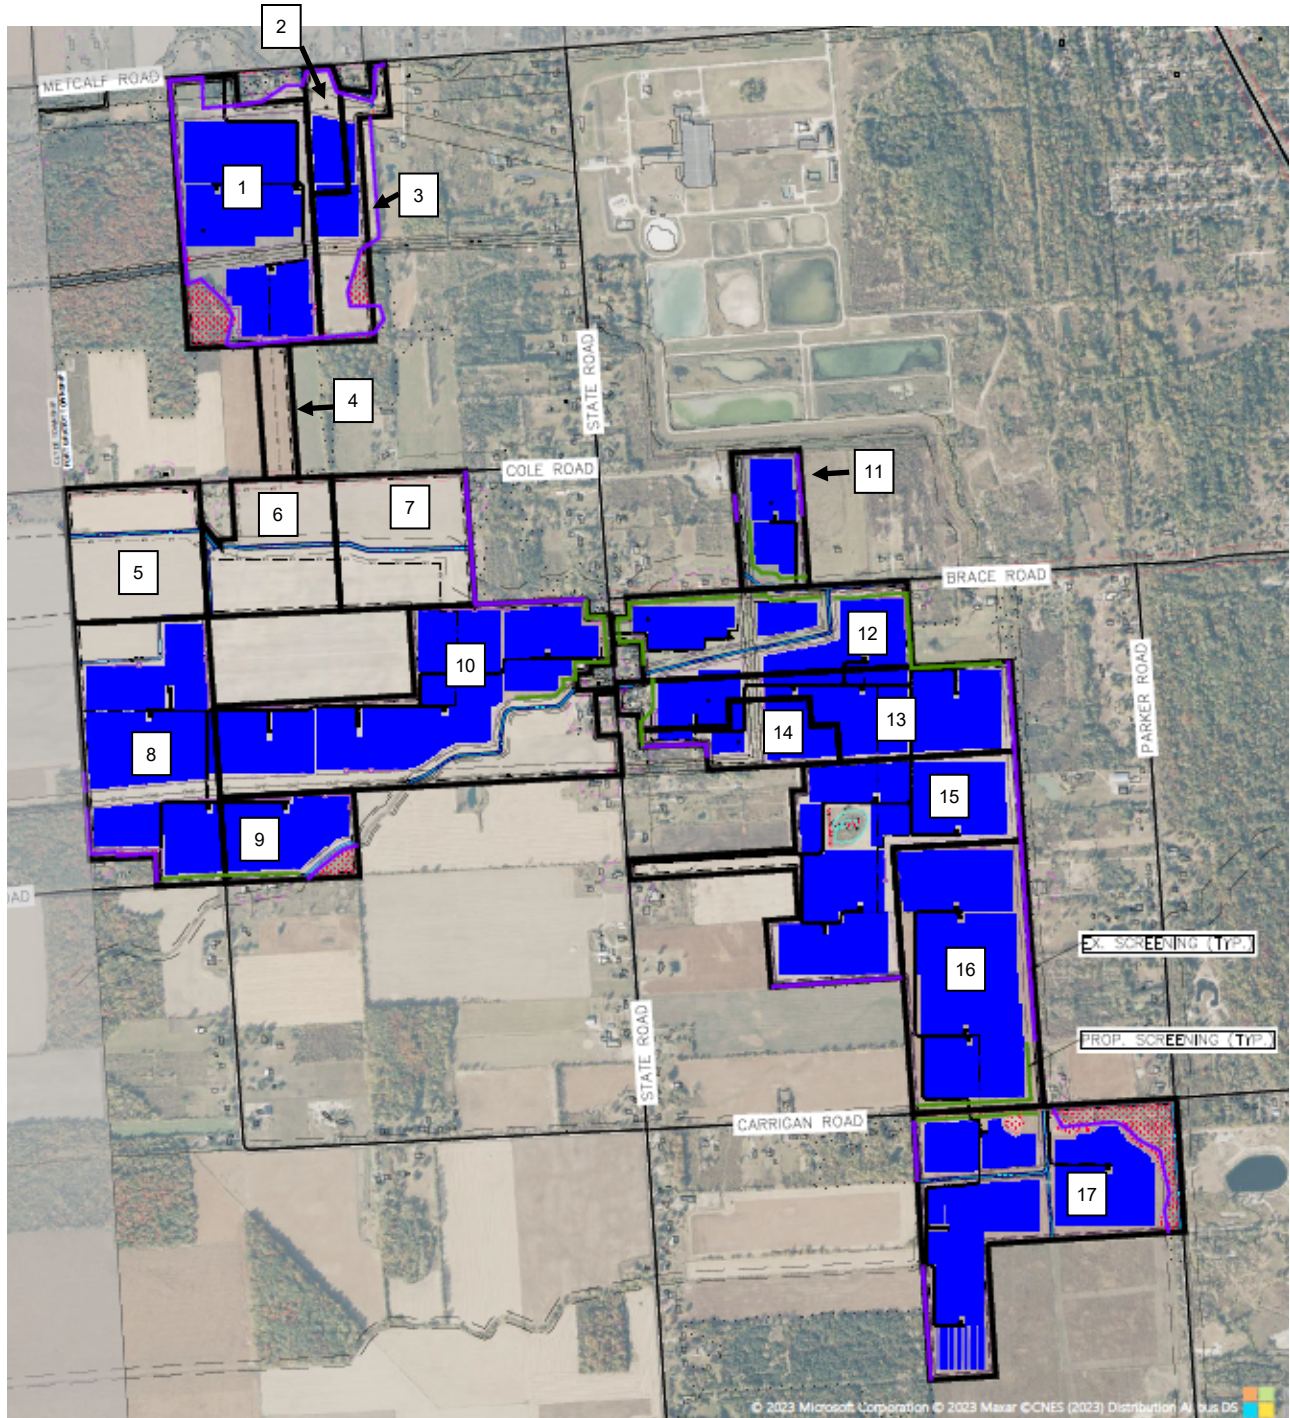 2
METCALF ROAD
1
3
4
STATE ROAD
COLE ROAD
11
7
6
5
BRACE ROAD
12
10
PARKER ROAD
13
14
8
15
9
EX. SCREENING (TYP.)
16
STATE ROAD
PROP. SCREENING (TYP.)
CARRIGAN ROAD
17
© 2023 Microsoft Corporation © 2023 Maxar ©CNES (2023) Distribution Airbus DS